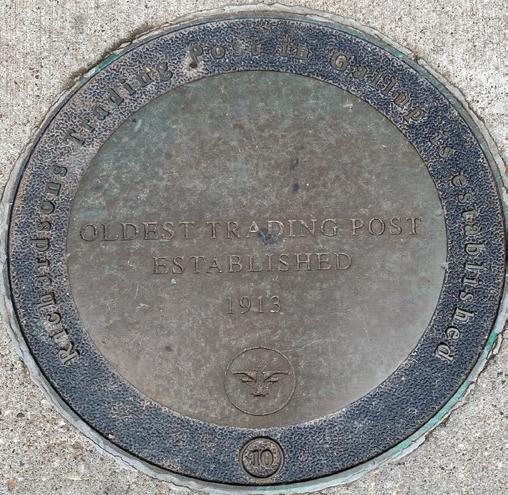 Richardsons Trading Post in Gallup is established
OLDEST TRADING POST
ESTABLISHED
1913
10